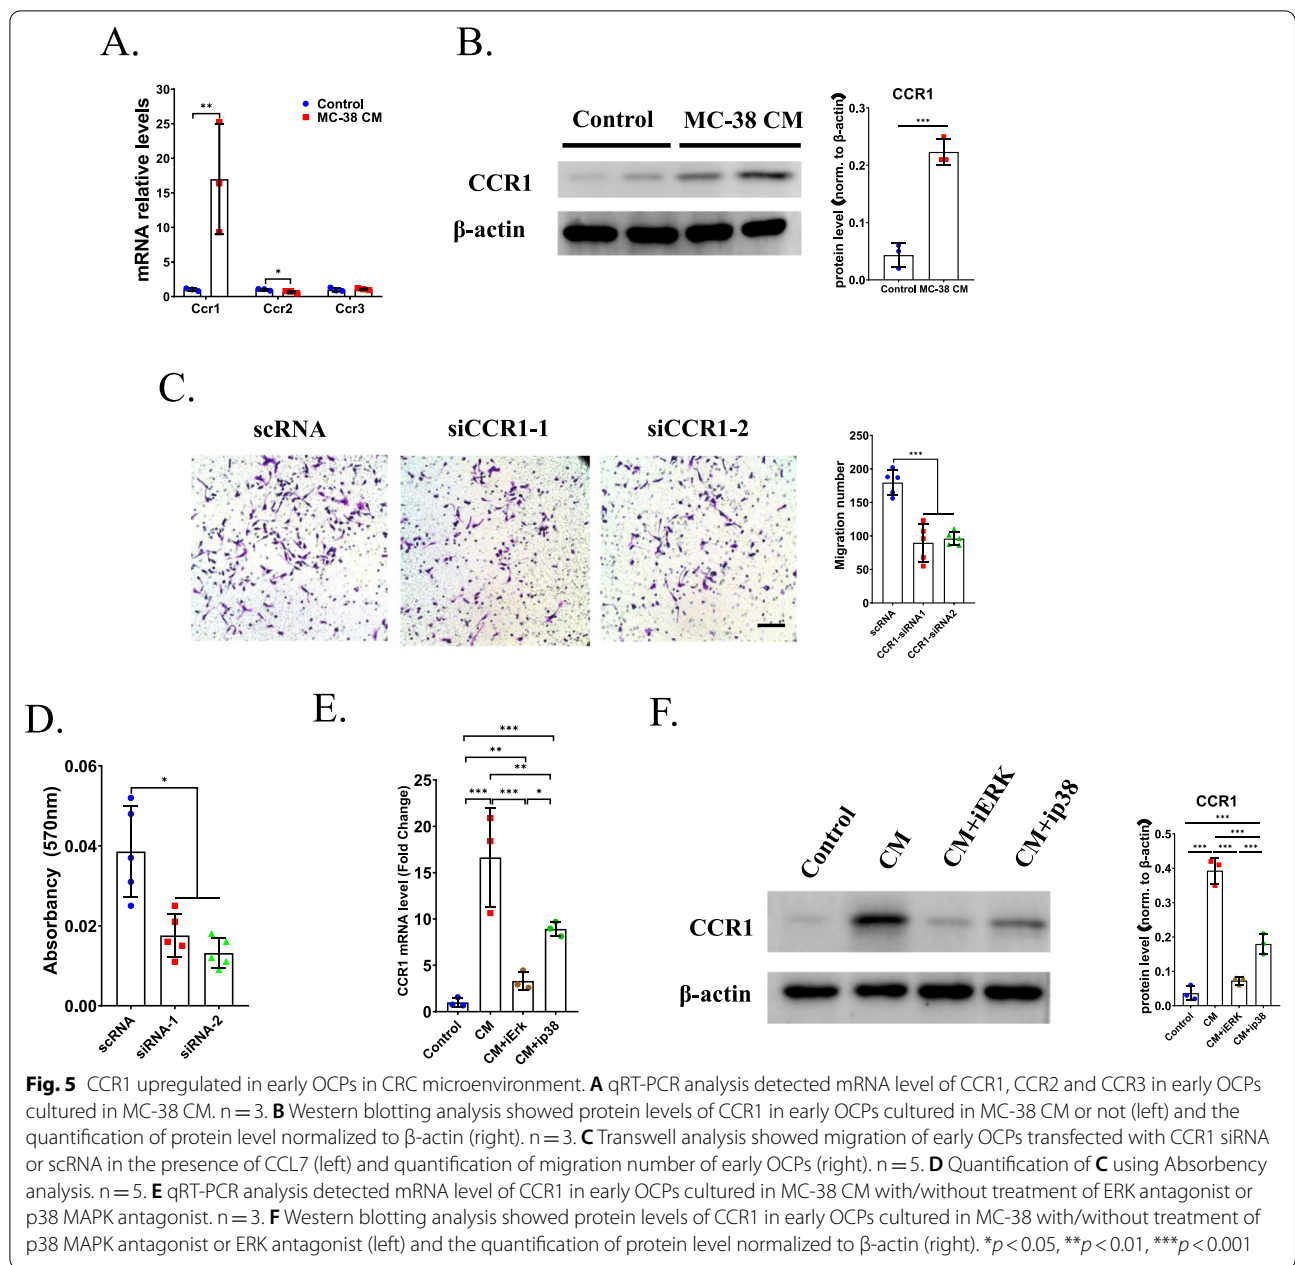 A.
mRNA relative levels
30
25
20
15
10
5
0
**
*
Control
MC-38 CM
Ccr1 Ccr2 Ccr3
B.
Control MC-38 CM
CCR1
β-actin
CCR1
protein level (norm. to β-actin)
0.3
0.2
0.1
0.0
***
Control MC-38 CM
C.
scRNA siCCR1-1 siCCR1-2
Migration number
250
200
150
100
50
0
***
scRNA
CCR1-siRNA1
CCR1-siRNA2
D.
Absorbancy (570nm)
0.06
0.04
0.02
0.00
*
scRNA
siRNA-1
siRNA-2
E.
CCR1 mRNA level (Fold Change)
25
20
15
10
5
0
***
**
**
*** *** *
Control
CM
CM+iErk
CM+ip38
F.
Control
CM
CM+iERK
CM+ip38
CCR1
β-actin
CCR1
protein level (norm. to β-actin)
0.5
0.4
0.3
0.2
0.1
0.0
***
***
*** *** ***
Control
CM
CM+iERK
CM+ip38
Fig. 5 CCR1 upregulated in early OCPs in CRC microenvironment. A qRT-PCR analysis detected mRNA level of CCR1, CCR2 and CCR3 in early OCPs
cultured in MC-38 CM. n = 3. B Western blotting analysis showed protein levels of CCR1 in early OCPs cultured in MC-38 CM or not (left) and the
quantification of protein level normalized to β-actin (right). n = 3. C Transwell analysis showed migration of early OCPs transfected with CCR1 siRNA
or scRNA in the presence of CCL7 (left) and quantification of migration number of early OCPs (right). n = 5. D Quantification of C using Absorbency
analysis. n = 5. E qRT-PCR analysis detected mRNA level of CCR1 in early OCPs cultured in MC-38 CM with/without treatment of ERK antagonist or
p38 MAPK antagonist. n = 3. F Western blotting analysis showed protein levels of CCR1 in early OCPs cultured in MC-38 with/without treatment of
p38 MAPK antagonist or ERK antagonist (left) and the quantification of protein level normalized to β-actin (right). *p < 0.05, **p < 0.01, ***p < 0.001